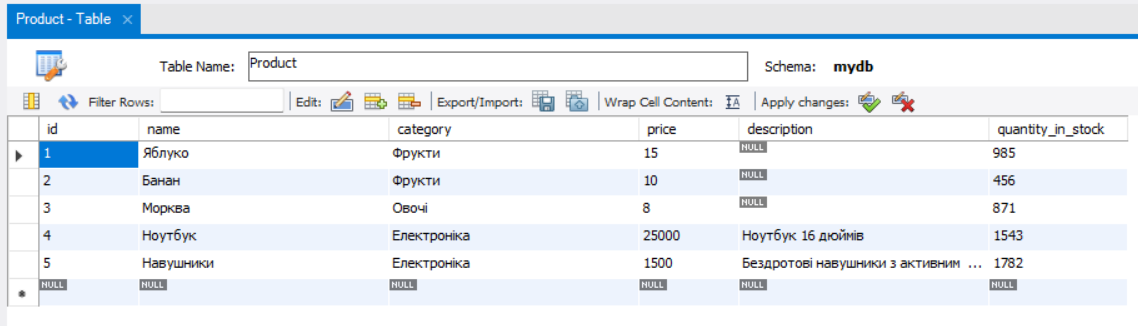 Product - Table
Table Name: Product Schema: mydb
Filter Rows: Edit: Export/Import: Wrap Cell Content: IA Apply changes:
id name category price description quantity_in_stock
1 Яблуко Фрукти 15 NULL 985
2 Банан Фрукти 10 NULL 456
3 Морква Овочі 8 NULL 871
4 Ноутбук Електроніка 25000 Ноутбук 16 дюймів 1543
5 Навушники Електроніка 1500 Бездротові навушники з активним ... 1782
NULL NULL NULL NULL NULL NULL